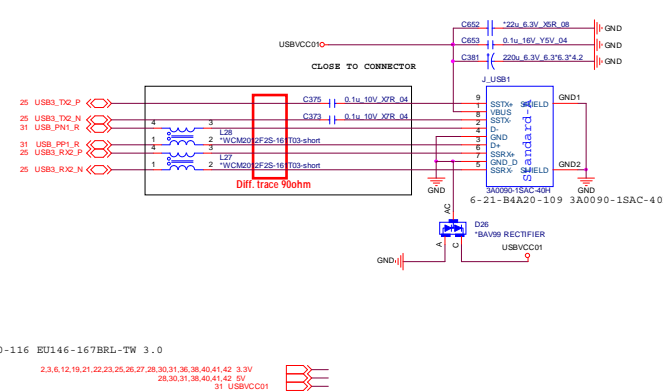 C652 *22u_6.3V_X5R_08
GND
USBVCC01
C653 0.1u_16V_Y5V_04
GND
C381 220u_6.3V_6.3*6.3*4.2
GND
CLOSE TO CONNECTOR
J_USB1
25 USB3_TX2_P
C375 0.1u_10V_X7R_04
9 SSTX+ SHIELD GND1
1 VBUS
25 USB3_TX2_N
C373 0.1u_10V_X7R_04
8 SSTX-
31 USB_PN1_R
4 3
2 D-
L28
4 GND
1 2 *WCM2012F2S-161T03-short
31 USB_PP1_R
3 D+
25 USB3_RX2_P
4 3
6 SSRX+
L27
7 GND_D
1 2 *WCM2012F2S-161T03-short
25 USB3_RX2_N
5 SSRX- SHIELD GND2
Standard-A
Diff. trace 90ohm
GND
3A0090-1SAC-40H
GND
6-21-B4A20-109 3A0090-1SAC-40
AC
D26
*BAV99 RECTIFIER
A C
USBVCC01
GND
0-116 EU146-167BRL-TW 3.0
2,3,6,12,19,21,22,23,25,26,27,28,30,31,36,38,40,41,42 3.3V
28,30,31,38,40,41,42 5V
31 USBVCC01